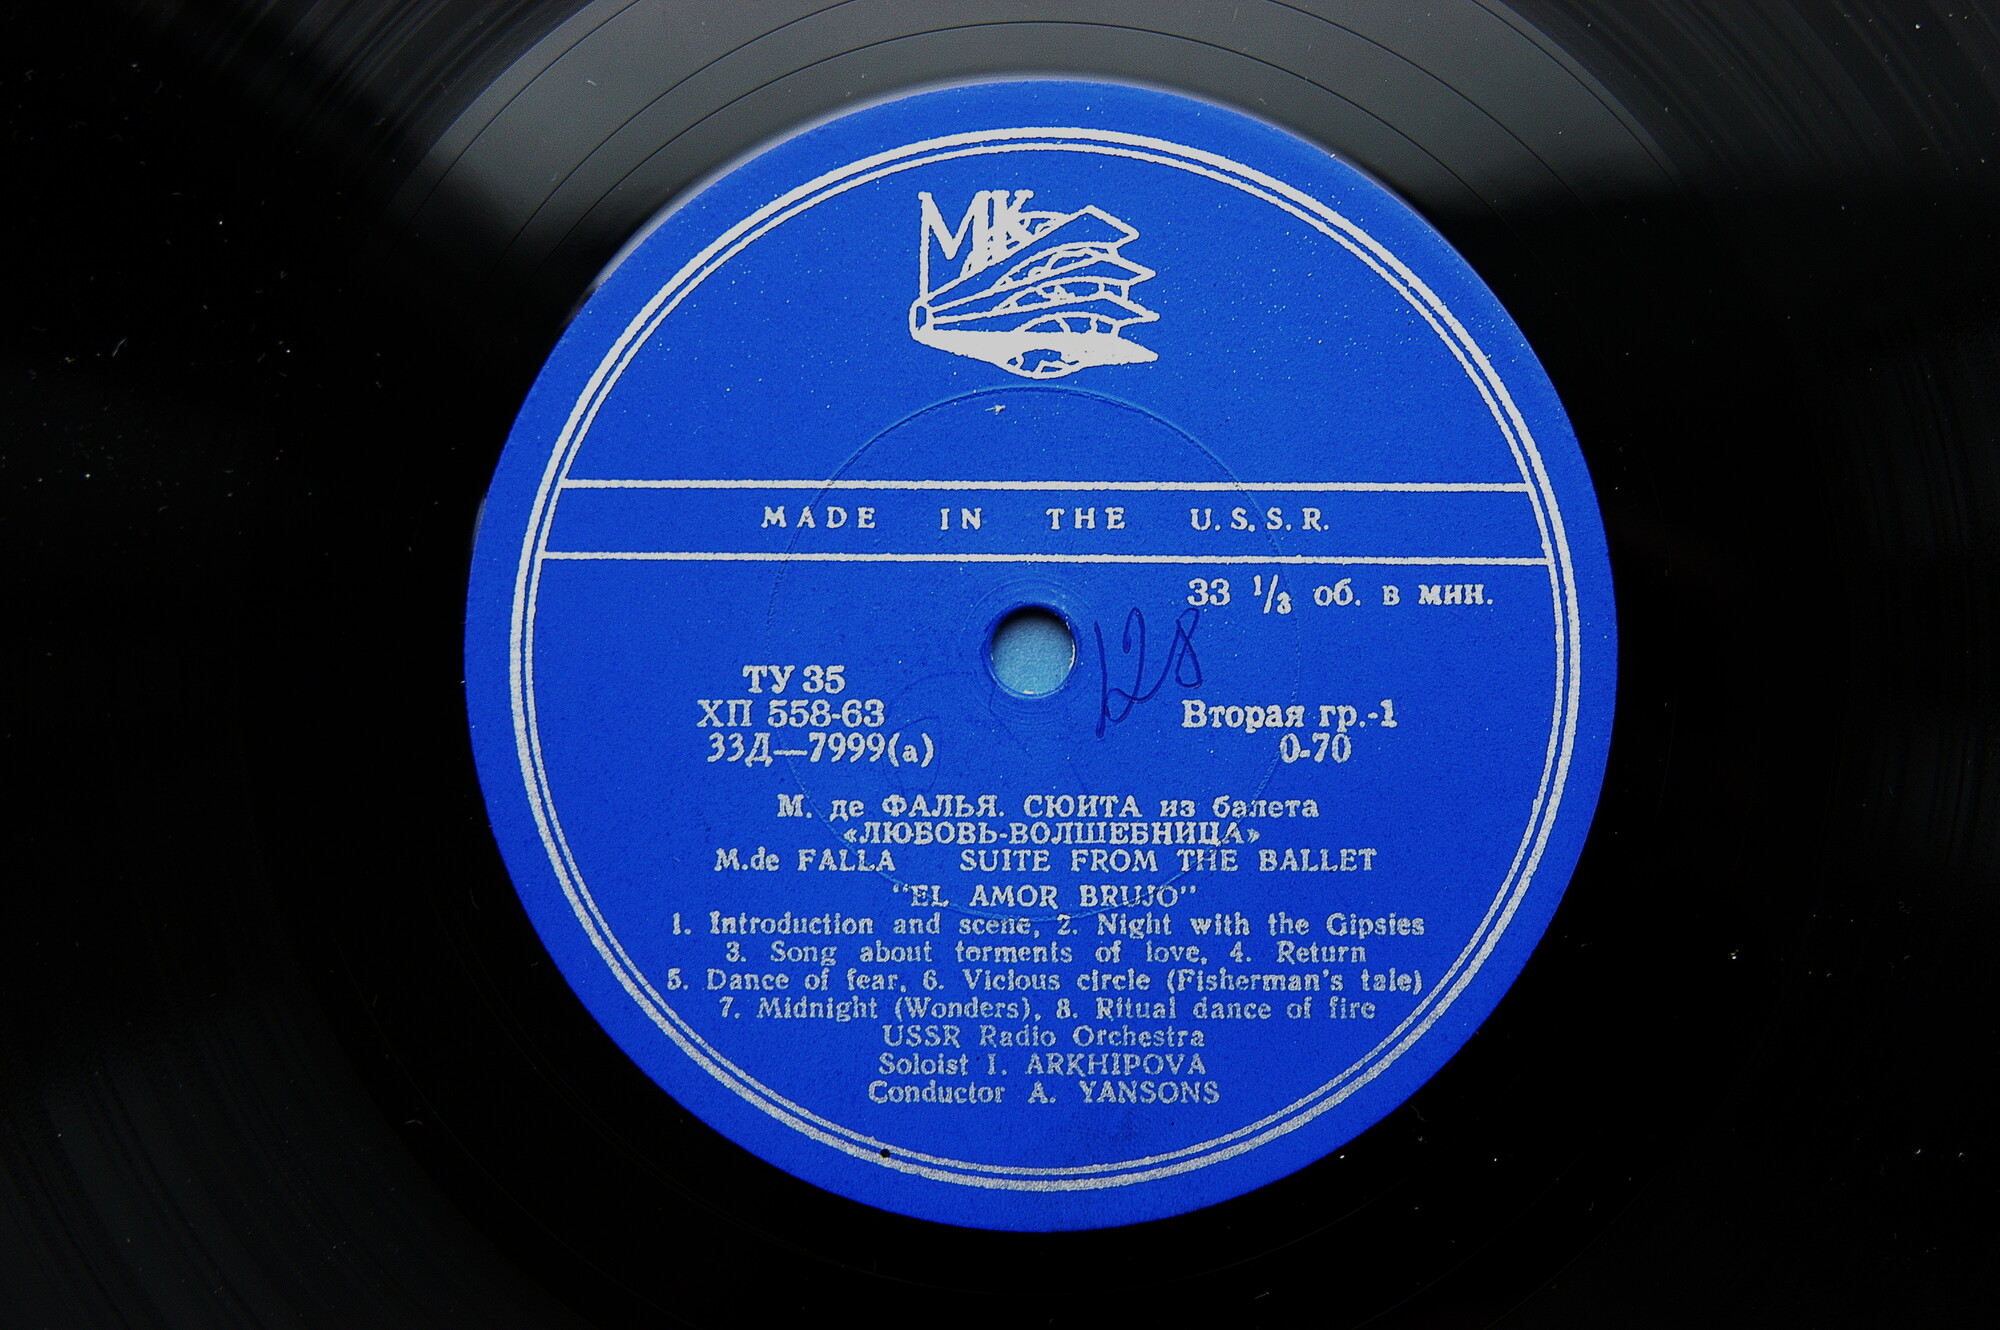 МК
MADE IN THE U.S.S.R.
33 1/3 об. в мин.
128
ТУ 35
ХП 558-63
33Д—7999(а)
Вторая гр.-1
0-70
М. де ФАЛЬЯ. СЮИТА из балета
«ЛЮБОВЬ-ВОЛШЕБНИЦА»
M.de FALLA SUITE FROM THE BALLET
"EL AMOR BRUJO"
1. Introduction and scene, 2. Night with the Gipsies
3. Song about torments of love, 4. Return
5. Dance of fear, 6. Vicious circle (Fisherman's tale)
7. Midnight (Wonders), 8. Ritual dance of fire
USSR Radio Orchestra
Soloist I. ARKHIPOVA
Conductor A. YANSONS